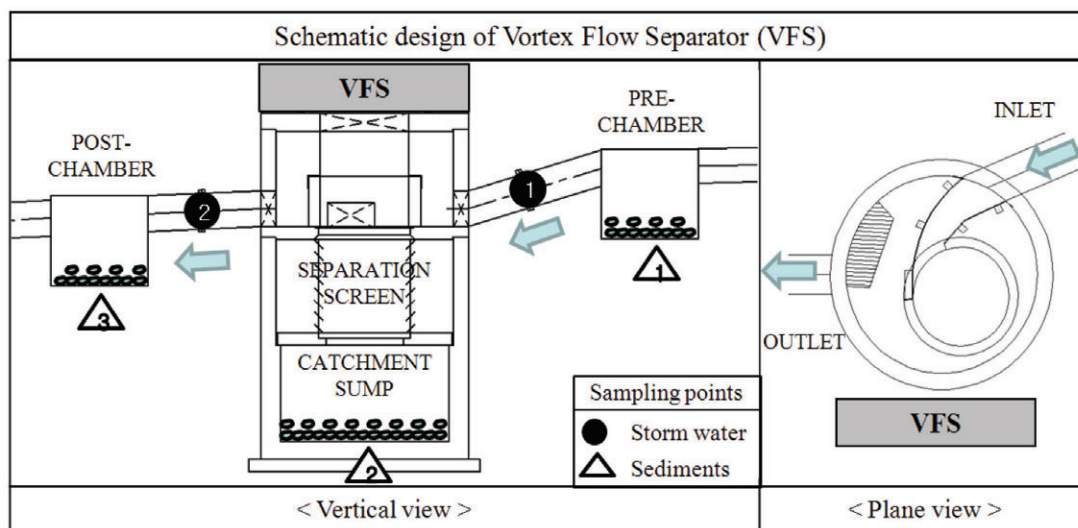 Schematic design of Vortex Flow Separator (VFS)
VFS
POST-
CHAMBER
PRE-
CHAMBER
INLET
1
2
SEPARATION
SCREEN
1
3
OUTLET
CATCHMENT
SUMP
2
Sampling points
Storm water
Sediments
VFS
< Vertical view >
< Plane view >